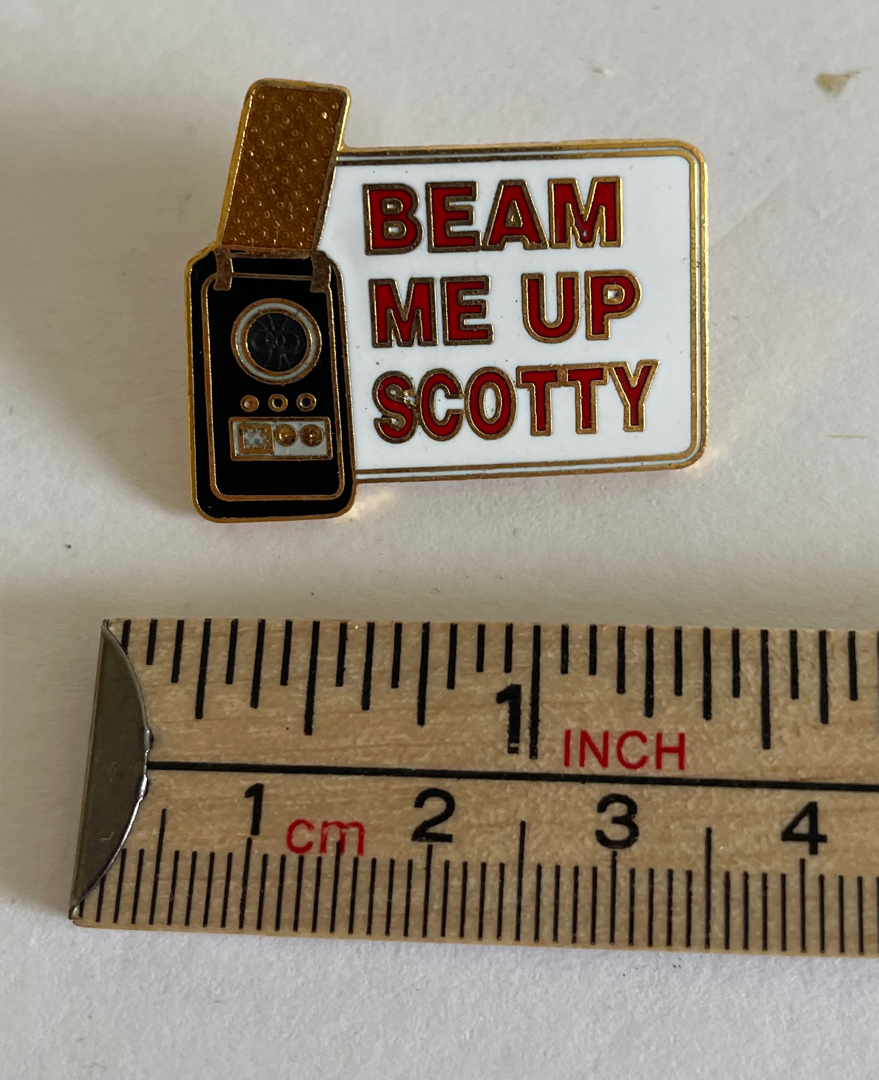 BEAM
ME UP
SCOTTY
1
INCH
1 2 3 4
cm